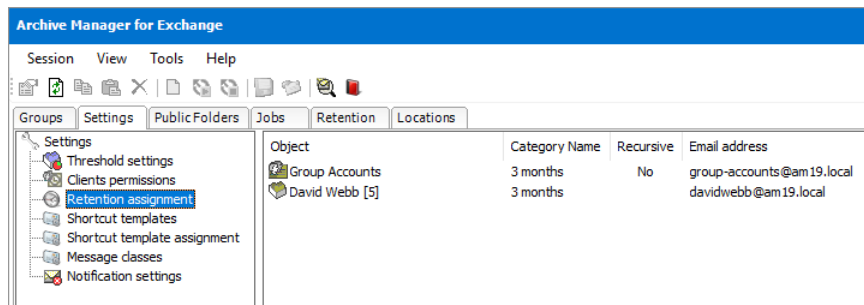 Archive Manager for Exchange
Session View Tools Help
Groups Settings Public Folders Jobs Retention Locations
Settings
Threshold settings
Clients permissions
Retention assignment
Shortcut templates
Shortcut template assignment
Message classes
Notification settings
Object Category Name Recursive Email address
Group Accounts 3 months No group-accounts@am19.local
David Webb [5] 3 months davidwebb@am19.local